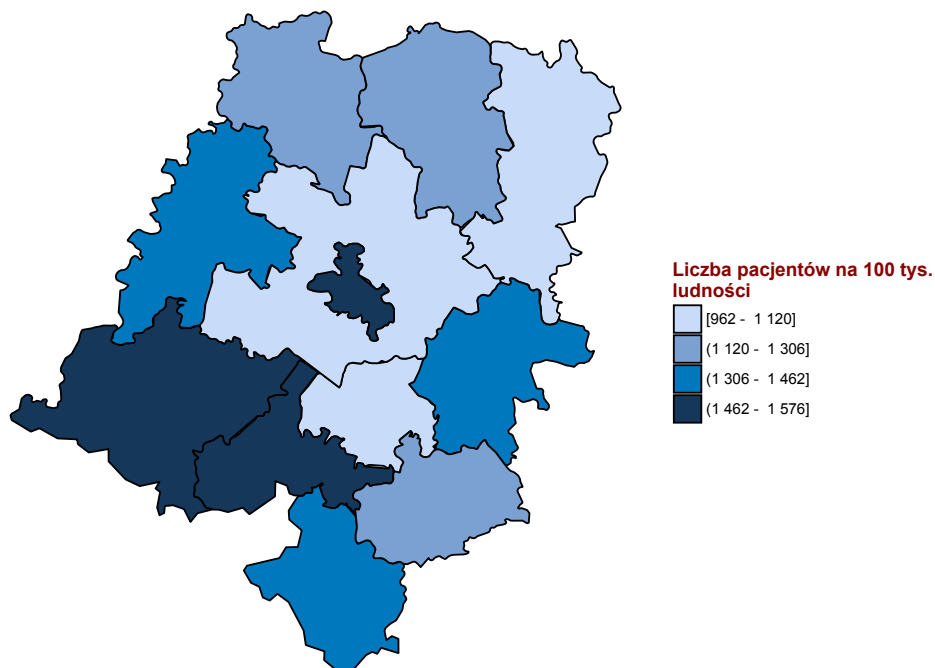 Liczba pacjentów na 100 tys.
ludności
[962 - 1 120]
(1 120 - 1 306]
(1 306 - 1 462]
(1 462 - 1 576]